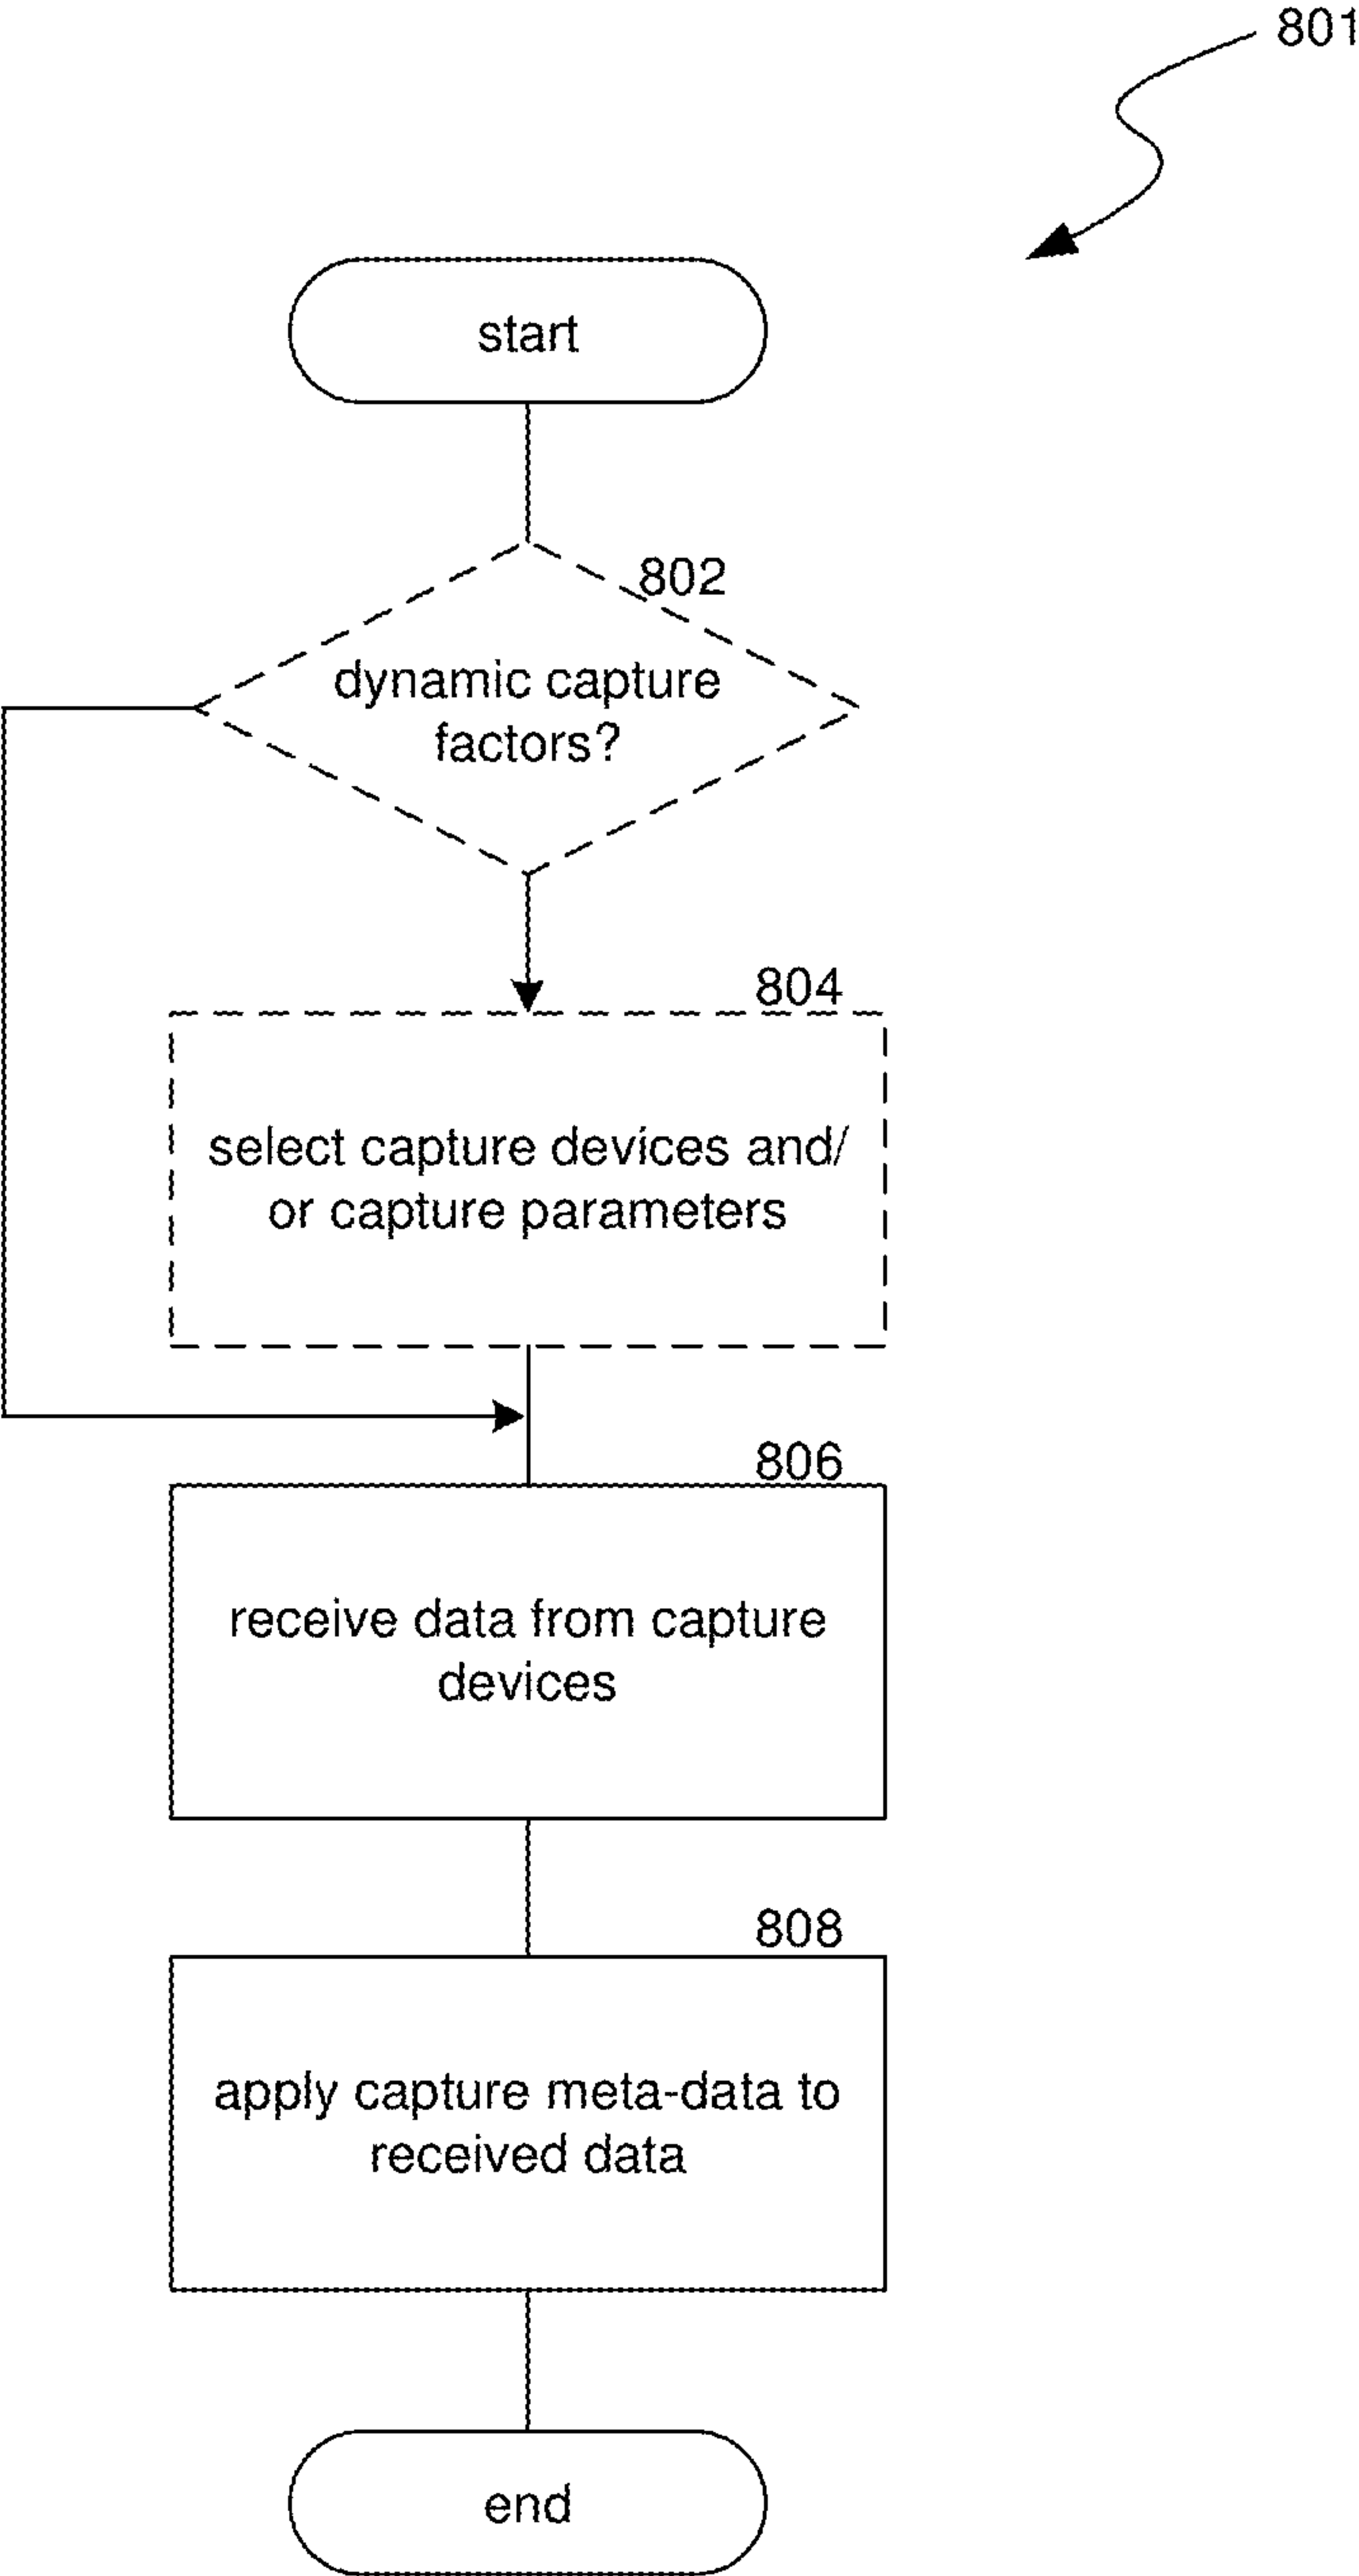 801
start
802
dynamic capture
factors?
804
select capture devices and/
or capture parameters
806
receive data from capture
devices
808
apply capture meta-data to
received data
end